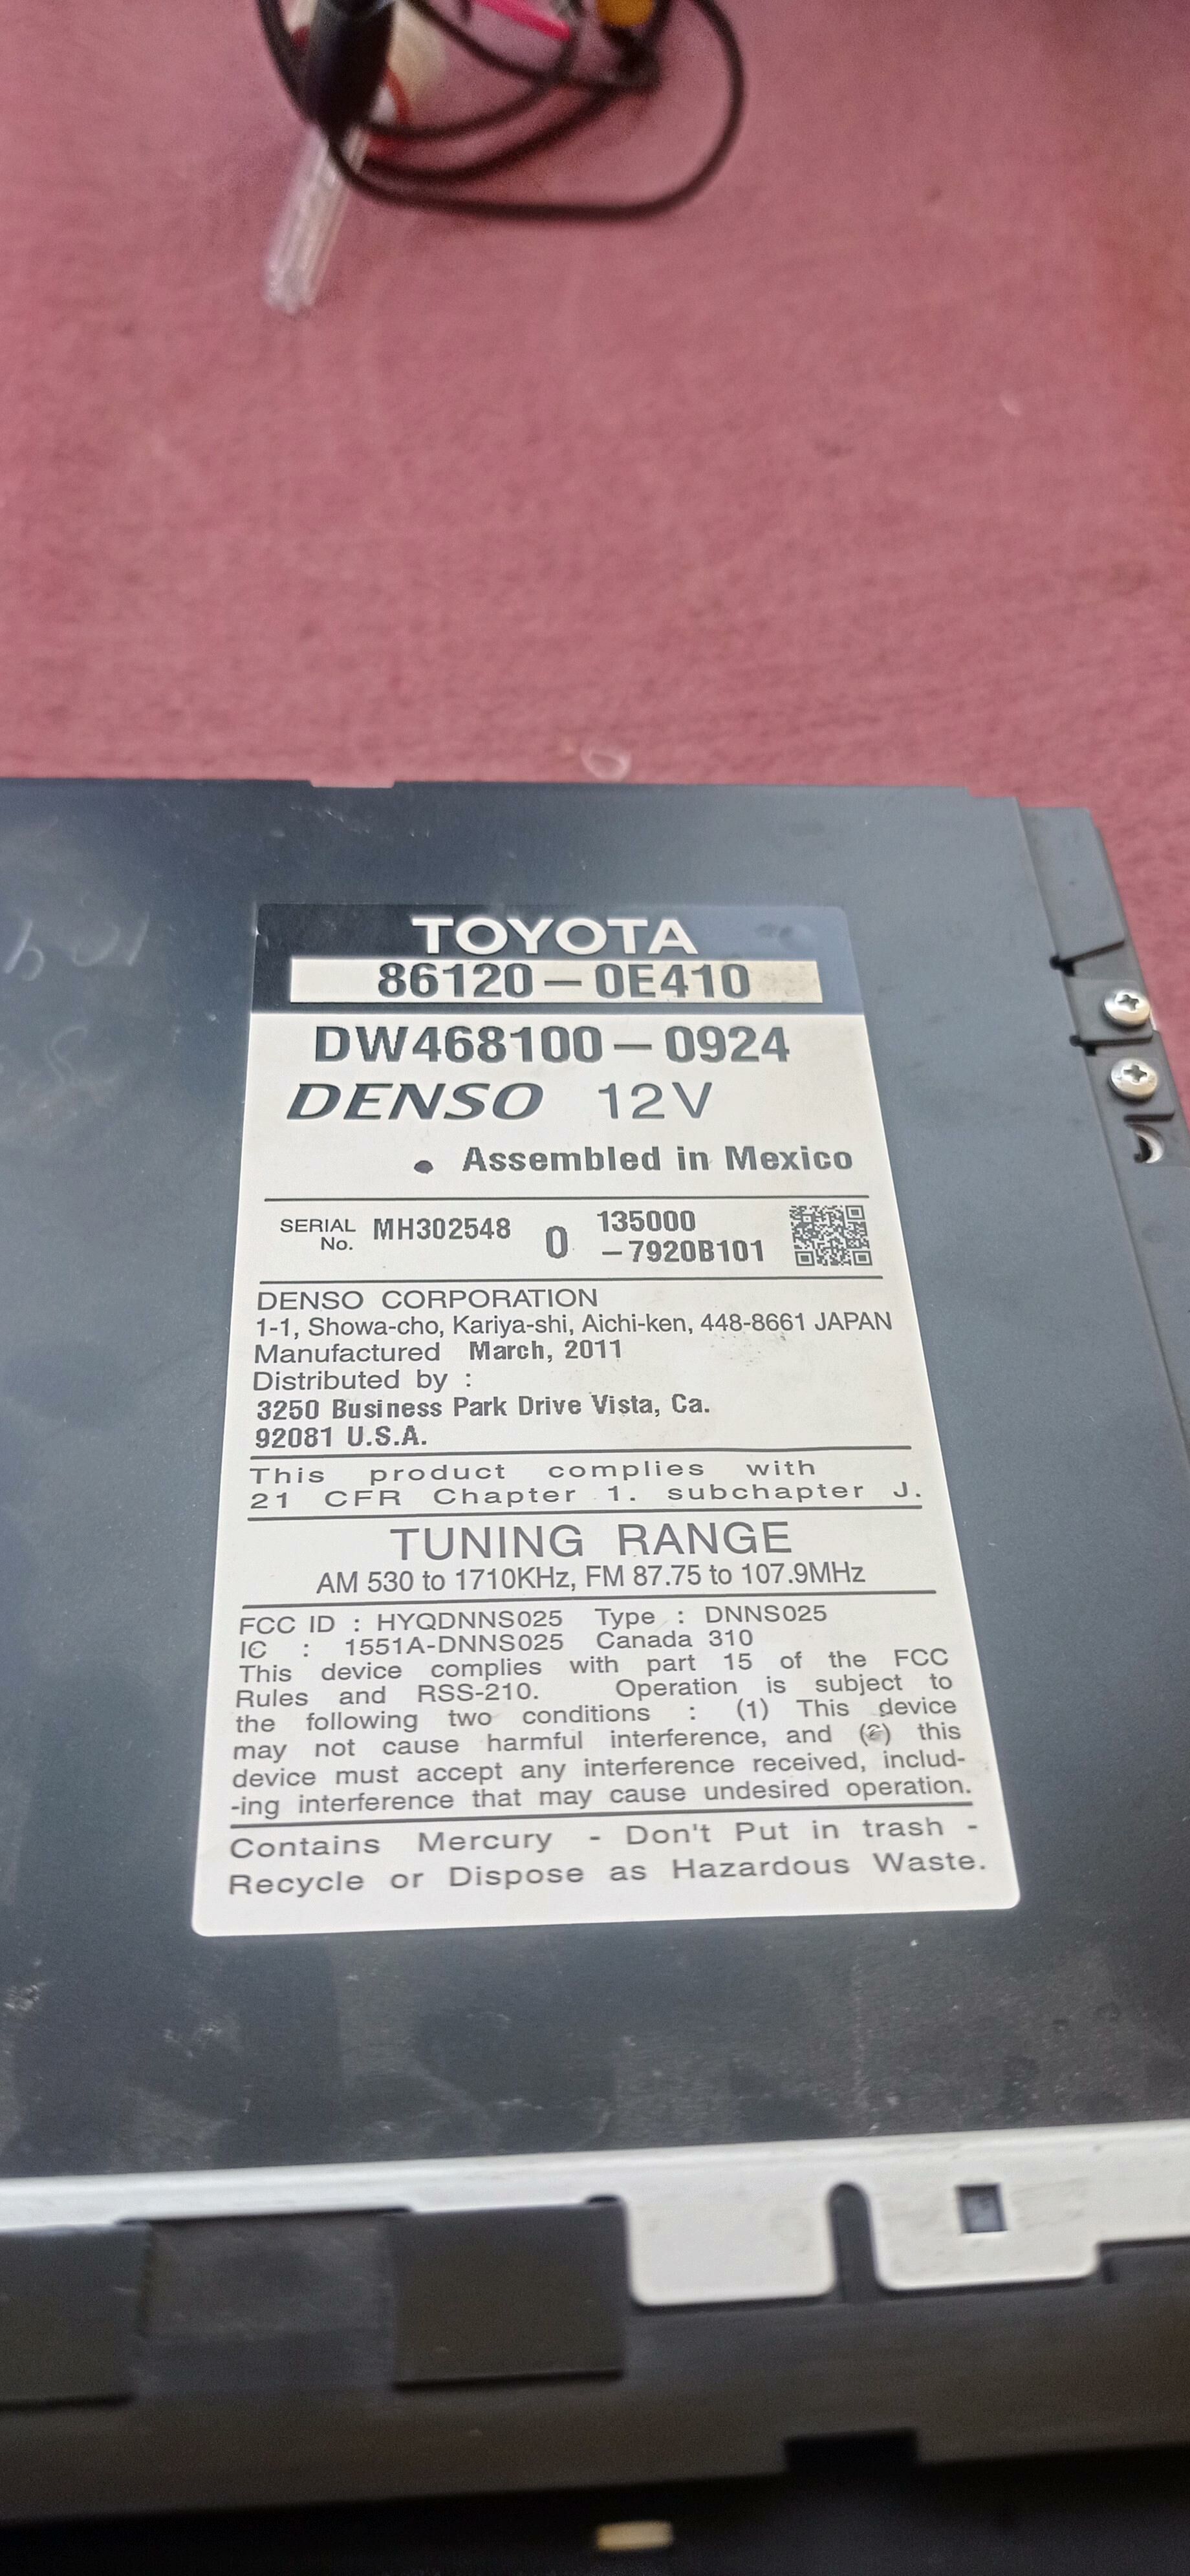 TOYOTA
86120-0E410
DW468100-0924
DENSO 12V
• Assembled in Mexico
SERIAL No. MH302548 0 135000
-7920B101
DENSO CORPORATION
1-1, Showa-cho, Kariya-shi, Aichi-ken, 448-8661 JAPAN
Manufactured March, 2011
Distributed by :
3250 Business Park Drive Vista, Ca.
92081 U.S.A.
This product complies with
21 CFR Chapter 1. subchapter J.
TUNING RANGE
AM 530 to 1710KHz, FM 87.75 to 107.9MHz
FCC ID : HYQDNNS025 Type : DNNS025
IC : 1551A-DNNS025 Canada 310
This device complies with part 15 of the FCC
Rules and RSS-210. Operation is subject to
the following two conditions : (1) This device
may not cause harmful interference, and (2) this
device must accept any interference received, includ-
-ing interference that may cause undesired operation.
Contains Mercury - Don't Put in trash -
Recycle or Dispose as Hazardous Waste.